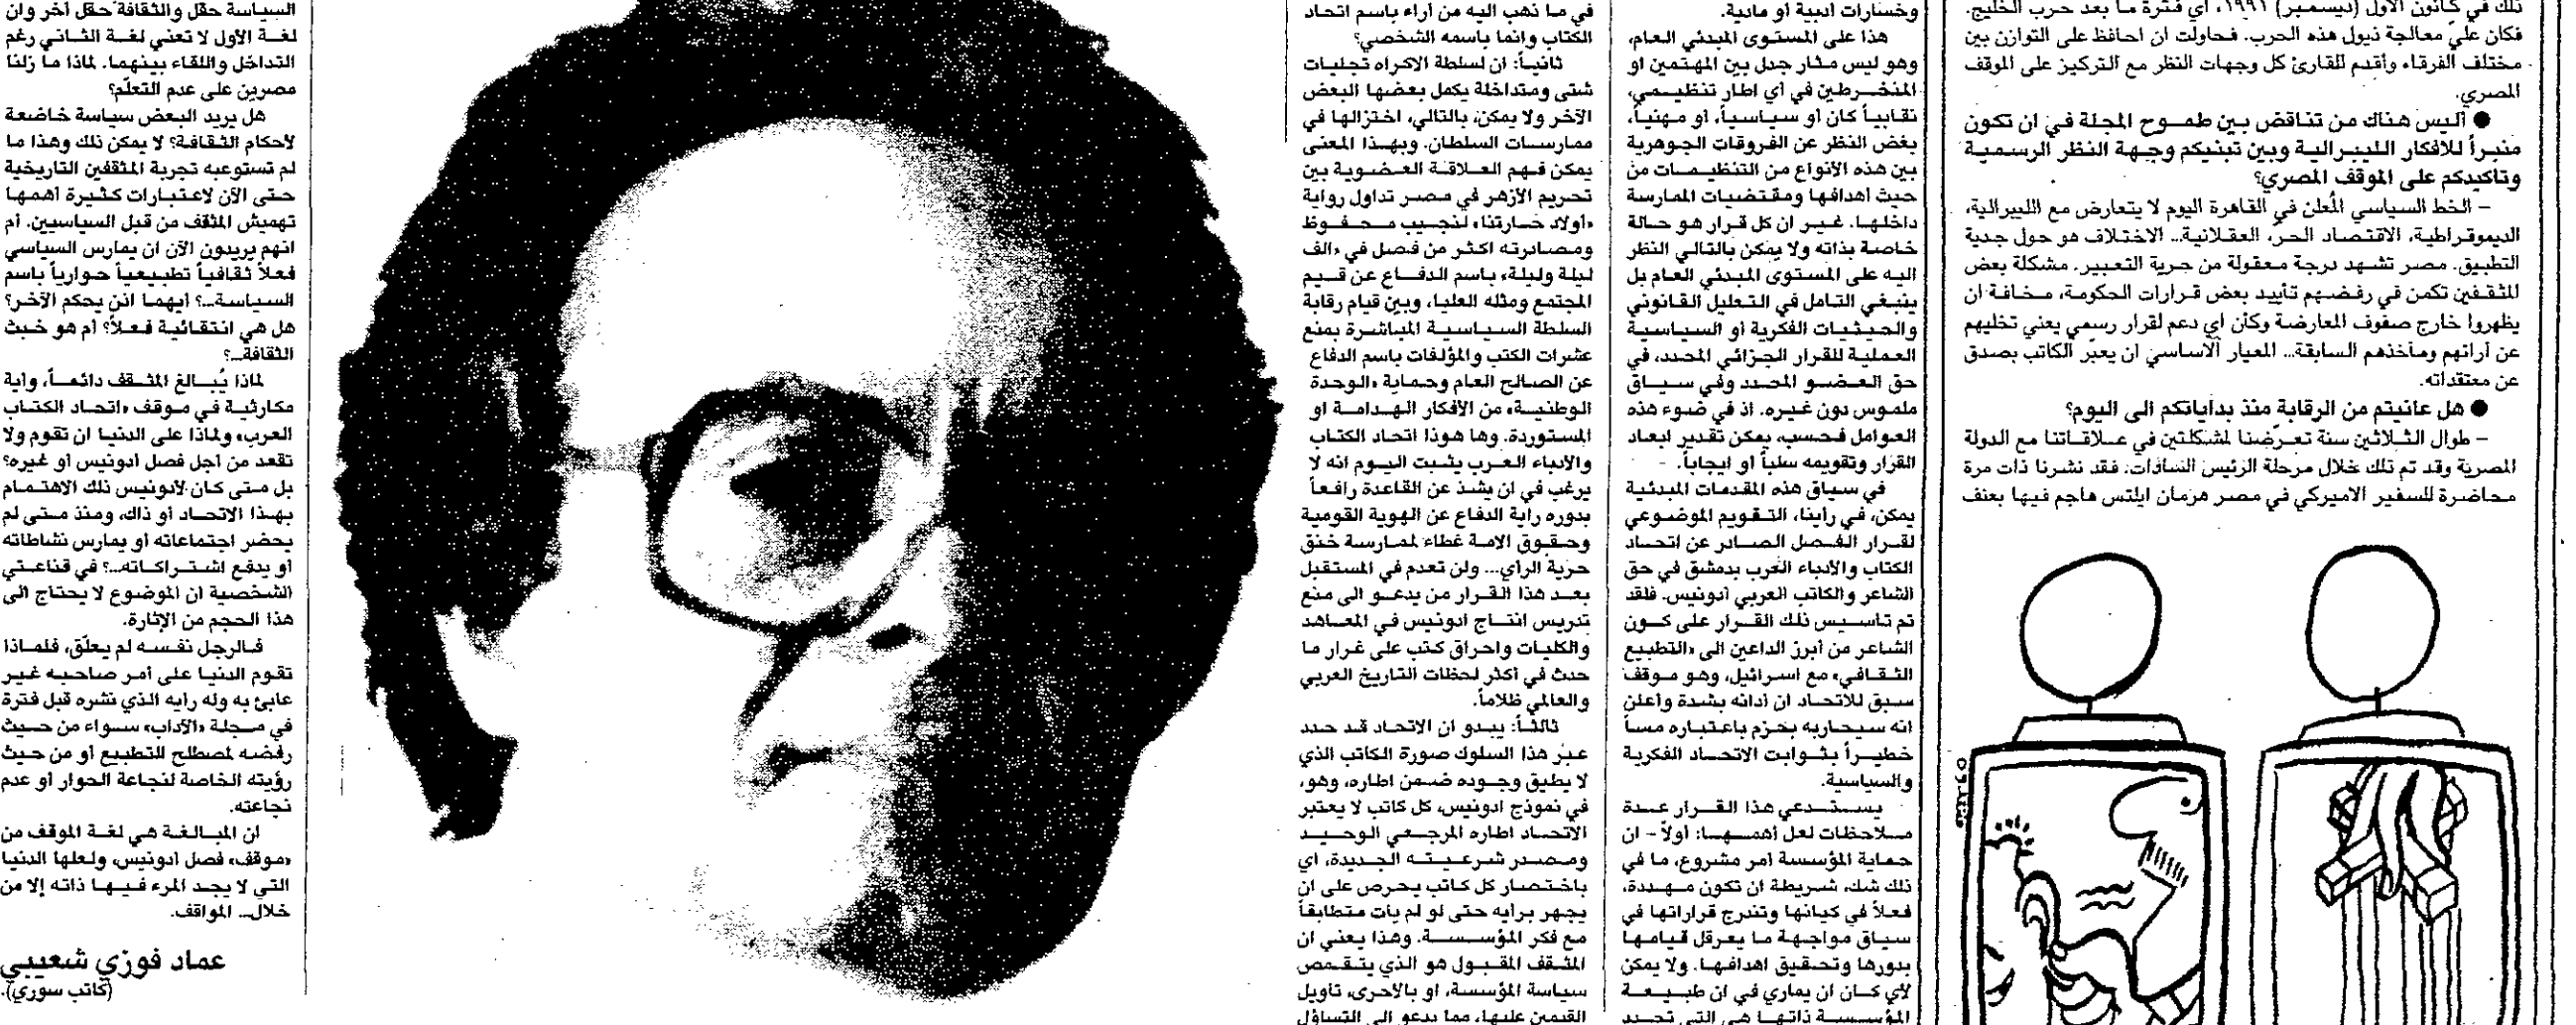 ذلك في كانون الأول (ديسمبر) ١٩٩١، أي فترة ما بعد حرب الخليج.
فكان عليّ معالجة ذيول هذه الحرب. فحاولت ان احافظ على التوازن بين
مختلف الفرقاء وأقدم للقارئ كل وجهات النظر مع التركيز على الموقف
المصري.
● أليس هناك من تناقض بين طموح المجلة في ان تكون
منبراً للافكار الليبرالية وبين تبنيكم وجهة النظر الرسمية
وتأكيدكم على الموقف المصري؟
– الخط السياسي المُعلن في القاهرة اليوم لا يتعارض مع الليبرالية،
الديموقراطية، الاقتصاد الحرّ، العقلانية... الاختلاف هو حول جدية
التطبيق. مصر تشهد درجة معقولة من حرية التعبير. مشكلة بعض
المثقفين تكمن في رفضهم تأييد بعض قرارات الحكومة، مخافة ان
يظهروا خارج صفوف المعارضة وكأن أي دعم لقرار رسمي يعني تخليهم
عن آرائهم ومآخذهم السابقة... المعيار الأساسي ان يعبّر الكاتب بصدق
عن معتقداته.
● هل عانيتم من الرقابة منذ بداياتكم الى اليوم؟
– طوال الثلاثين سنة تعرّضنا لمشكلتين في علاقاتنا مع الدولة
المصرية وقد تم ذلك خلال مرحلة الرئيس السادات. فقد نشرنا ذات مرة
محاضرة للسفير الاميركي في مصر هرمان ايلتس هاجم فيها بعنف
وخسارات أدبية أو مادية.
هذا على المستوى المبدئي العام،
وهو ليس مثار جدل بين المهتمين او
المنخرطين في أي اطار تنظيمي،
نقابياً كان أو سياسياً، أو مهنياً،
بغض النظر عن الفروقات الجوهرية
بين هذه الأنواع من التنظيمات من
حيث اهدافها ومقتضيات الممارسة
داخلها. غير ان كل قرار هو حالة
خاصة بذاته ولا يمكن بالتالي النظر
اليه على المستوى المبدئي العام بل
ينبغي التأمل في التعليل القانوني
والحيثيات الفكرية أو السياسية
العملية للقرار الجزائي المحدد، في
حق العضو المحدد وفي سياق
ملموس دون غيره. اذ في ضوء هذه
العوامل فحسب، يمكن تقدير ابعاد
القرار وتقويمه سلباً أو ايجاباً.
في سياق هذه المقدمات المبدئية
يمكن، في رأينا، التقويم الموضوعي
لقرار الفصل الصادر عن اتحاد
الكتاب والأدباء العرب بدمشق في حق
الشاعر والكاتب العربي أدونيس. فلقد
تم تأسيس ذلك القرار على كون
الشاعر من أبرز الداعين الى «التطبيع
الثقافي» مع اسرائيل، وهو موقف
سبق للاتحاد ان أدانه بشدة وأعلن
انه سيحاربه بحزم باعتباره مساً
خطيراً بثوابت الاتحاد الفكرية
والسياسية.
يستدعي هذا القرار عدة
ملاحظات لعل أهمها: أولاً – ان
حماية المؤسسة أمر مشروع، ما في
ذلك شك، شريطة ان تكون مهددة،
فعلاً في كيانها وتندرج قراراتها في
سياق مواجهة ما يعرقل قيامها
بدورها وتحقيق اهدافها. ولا يمكن
لأي كان ان يماري في ان طبيعة
المؤسسة ذاتها هي التي تحدد
في ما ذهب اليه من آراء باسم اتحاد
الكتاب وانما باسمه الشخصي؟
ثانياً: ان لسلطة الاكراه تجليات
شتى ومتداخلة يكمل بعضها البعض
الآخر ولا يمكن، بالتالي، اختزالها في
ممارسات السلطان. وبهذا المعنى
يمكن فهم العلاقة العضوية بين
تحريم الأزهر في مصر تداول رواية
«أولاد حارتنا» لنجيب محفوظ
ومصادرته اكثر من فصل في «الف
ليلة وليلة» باسم الدفاع عن قيم
المجتمع ومثله العليا، وبين قيام رقابة
السلطة السياسية المباشرة بمنع
عشرات الكتب والمؤلفات باسم الدفاع
عن الصالح العام وحماية «الوحدة
الوطنية» من الأفكار الهدامة او
المستوردة. وها هوذا اتحاد الكتاب
والأدباء العرب يثبت اليوم انه لا
يرغب في ان يشذ عن القاعدة رافعاً
بدوره راية الدفاع عن الهوية القومية
وحقوق الامة غطاء لممارسة خنق
حرية الرأي... ولن نعدم في المستقبل
بعد هذا القرار من يدعو الى منع
تدريس انتاج أدونيس في المعاهد
والكليات واحراق كتب على غرار ما
حدث في أكثر لحظات التاريخ العربي
والعالمي ظلاماً.
ثالثاً: يبدو ان الاتحاد قد حدد
عبر هذا السلوك صورة الكاتب الذي
لا يطيق وجوده ضمن اطاره، وهو،
في نموذج ادونيس، كل كاتب لا يعتبر
الاتحاد اطاره المرجعي الوحيد
ومصدر شرعيته الجديدة، اي
باختصار كل كاتب يحرص على ان
يجهر برأيه حتى لو لم يأت متطابقاً
مع فكر المؤسسة. وهذا يعني ان
المثقف المقبول هو الذي يتقمص
سياسة المؤسسة، او بالأحرى، تأويل
القيمين عليها، مما يدعو الى التساؤل
السياسة حقل والثقافة حقل آخر وان
لغة الأول لا تعني لغة الثاني رغم
التداخل واللقاء بينهما. لماذا ما زلنا
مصرين على عدم التعلّم؟
هل يريد البعض سياسة خاضعة
لأحكام الثقافة؟ لا يمكن ذلك وهذا ما
لم تستوعبه تجربة المثقفين التاريخية
حتى الآن لاعتبارات كثيرة أهمها
تهميش المثقف من قبل السياسيين. أم
انهم يريدون الآن ان يمارس السياسي
فعلاً ثقافياً تطبيعياً حوارياً باسم
السياسة...؟ أيهما اذن يحكم الآخر؟
هل هي انتقائية فعلاً؟ أم هو خبث
الثقافة...؟
لماذا يُبالغ المثقف دائماً، وأية
مكارثية في موقف «اتحاد الكتاب
العرب» ولماذا على الدنيا ان تقوم ولا
تقعد من أجل فصل أدونيس أو غيره؟
بل متى كان لأدونيس ذلك الاهتمام
بهذا الاتحاد أو ذاك، ومنذ متى لم
يحضر اجتماعاته أو يمارس نشاطاته
أو يدفع اشتراكاته...؟ في قناعتي
الشخصية ان الموضوع لا يحتاج الى
هذا الحجم من الإثارة.
فالرجل نفسه لم يعلّق، فلماذا
تقوم الدنيا على أمر صاحبه غير
عابئ به وله رأيه الذي نشره قبل فترة
في مجلة «الآداب» سواء من حيث
رفضه لمصطلح التطبيع أو من حيث
رؤيته الخاصة لنجاعة الحوار أو عدم
نجاعته.
ان المبالغة هي لغة الموقف من
«موقف» فصل أدونيس، ولعلها الدنيا
التي لا يجد المرء فيها ذاته إلا من
خلال... المواقف.
عماد فوزي شعيبي
(كاتب سوري).